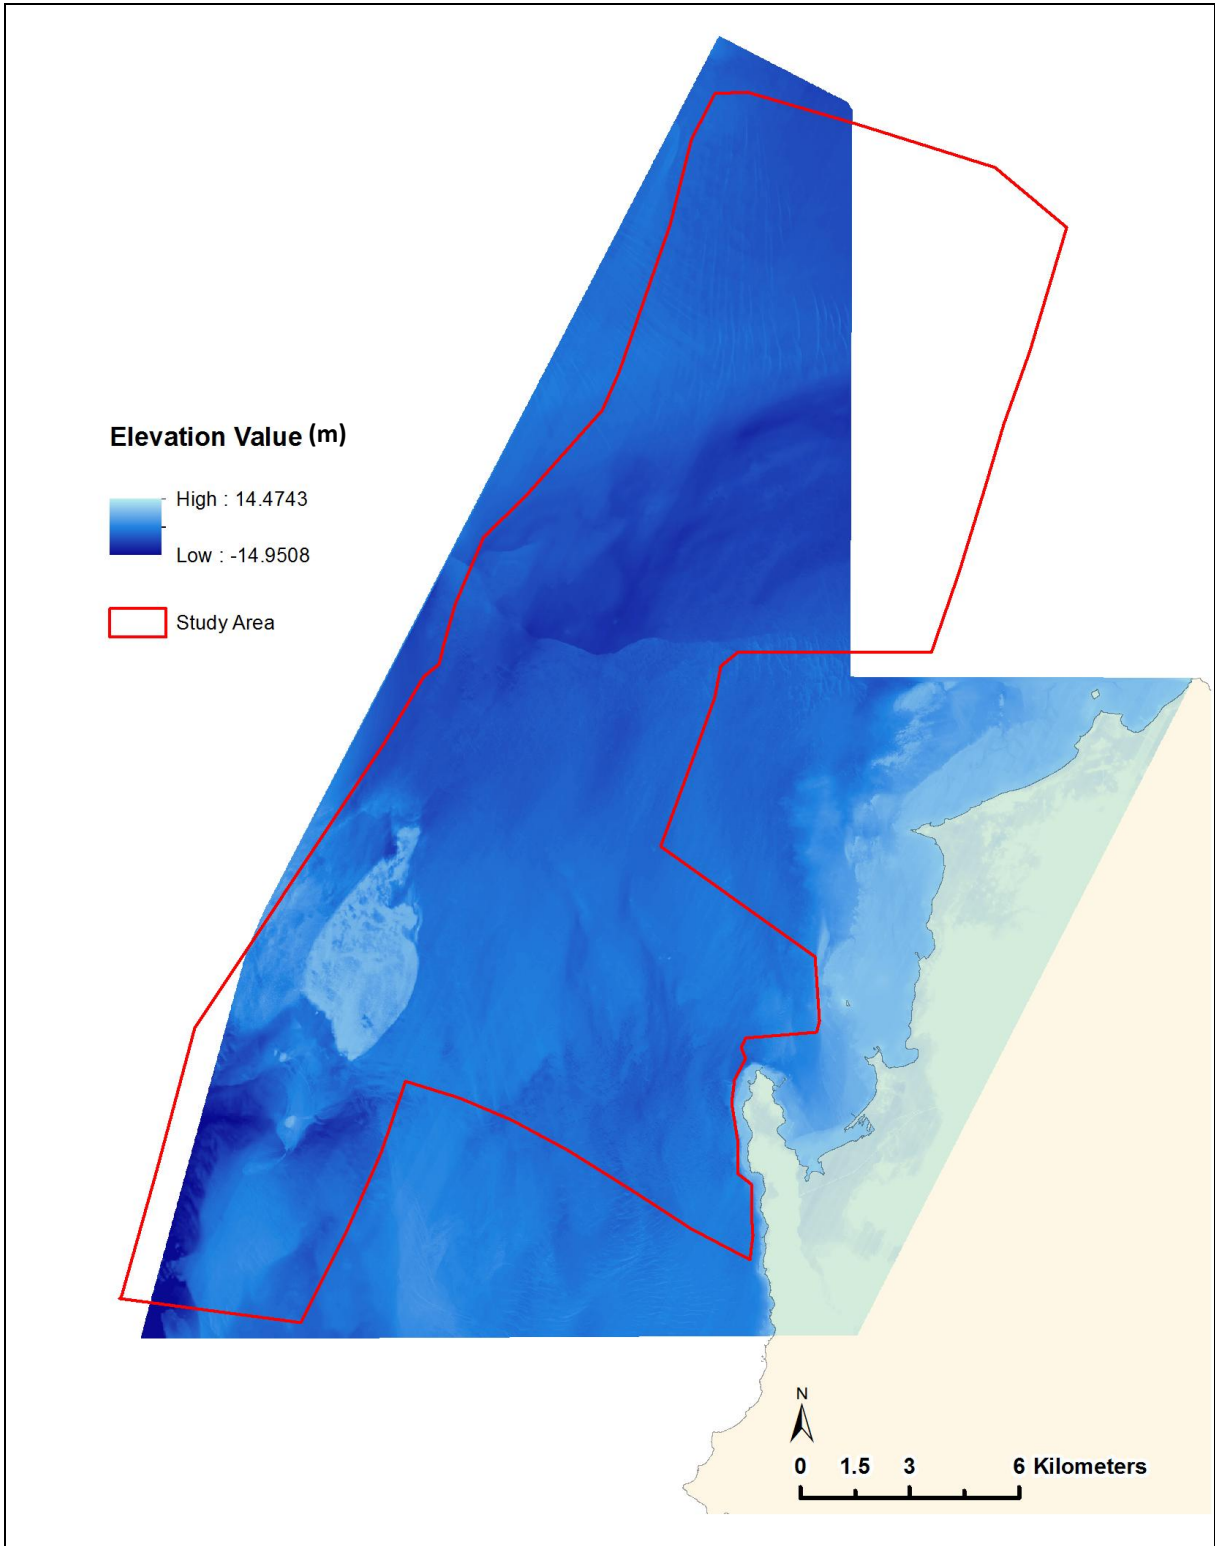 Elevation Value (m)
High : 14.4743
Low : -14.9508
Study Area
N
0 1.5 3 6 Kilometers